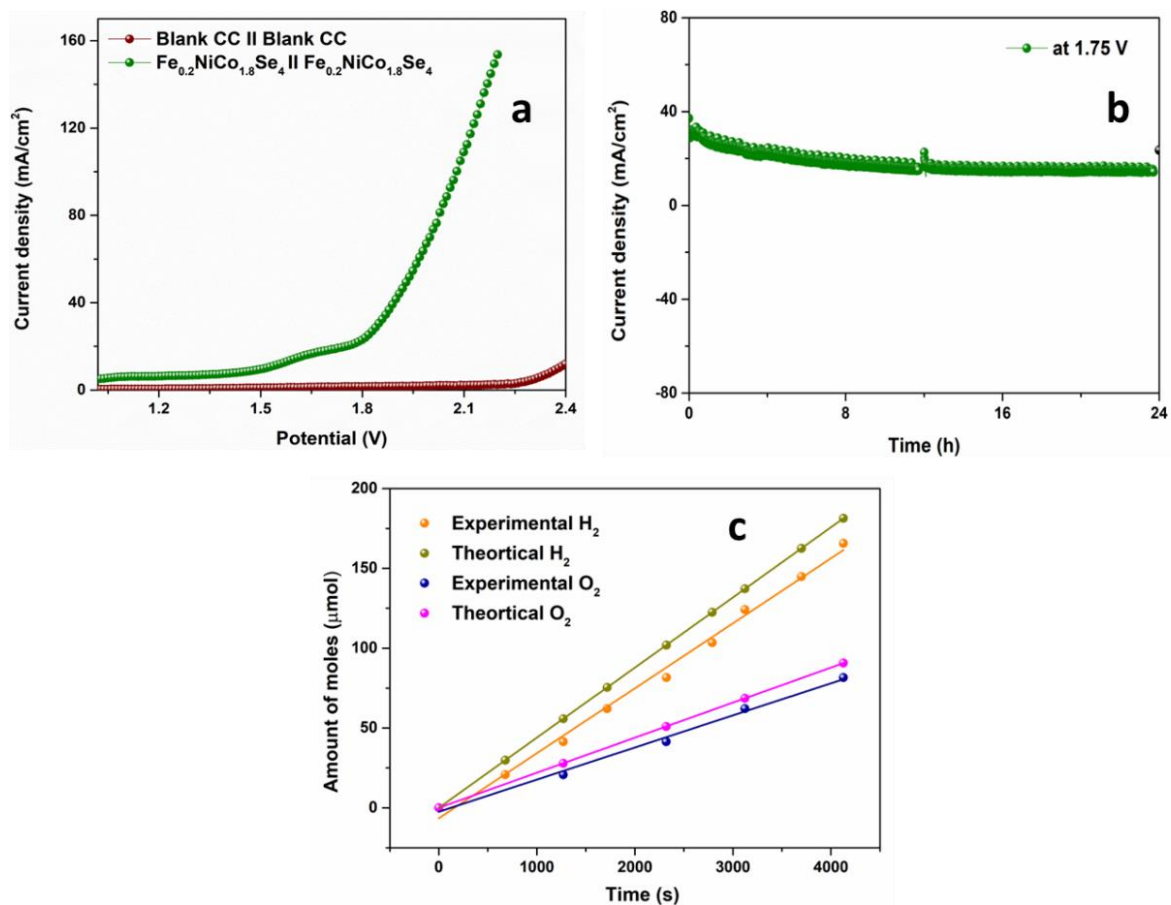 160
120
80
40
0
Current density (mA/cm²)
Blank CC II Blank CC
Fe₀.₂NiCo₁.₈Se₄ II Fe₀.₂NiCo₁.₈Se₄
a
1.2 1.5 1.8 2.1 2.4
Potential (V)
80
40
0
-40
-80
Current density (mA/cm²)
at 1.75 V
b
0 8 16 24
Time (h)
200
150
100
50
0
Amount of moles (μmol)
Experimental H₂
Theortical H₂
Experimental O₂
Theortical O₂
c
0 1000 2000 3000 4000
Time (s)